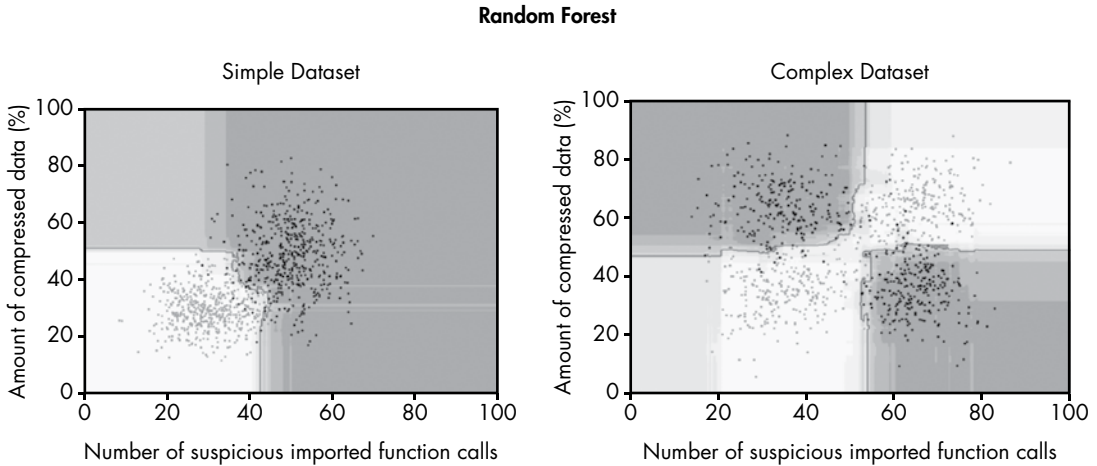 Random Forest
Simple Dataset
Amount of compressed data (%)
100
80
60
40
20
0
0 20 40 60 80 100
Number of suspicious imported function calls
Complex Dataset
Amount of compressed data (%)
100
80
60
40
20
0
0 20 40 60 80 100
Number of suspicious imported function calls